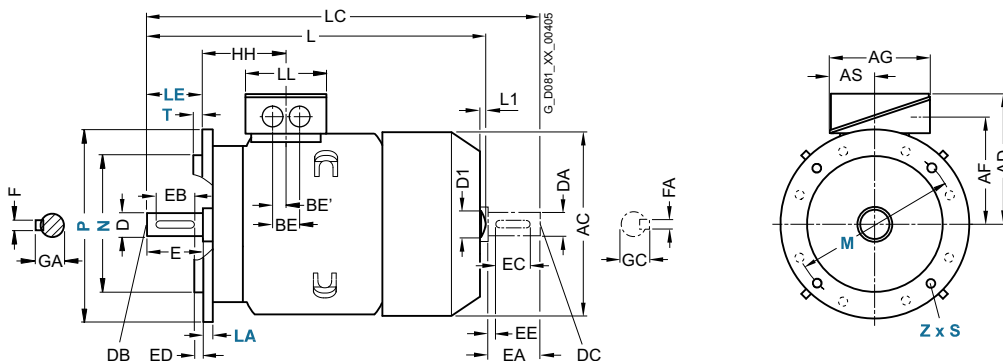 LC
L
HH
LL
LE
T
L1
G_D081_XX_00405
AG
AS
AD
AF
F
GA
P
N
D
EB
E
BE'
BE
D1
DA
AC
FA
GC
EC
M
Z x S
LA
DB
ED
EE
EA
DC